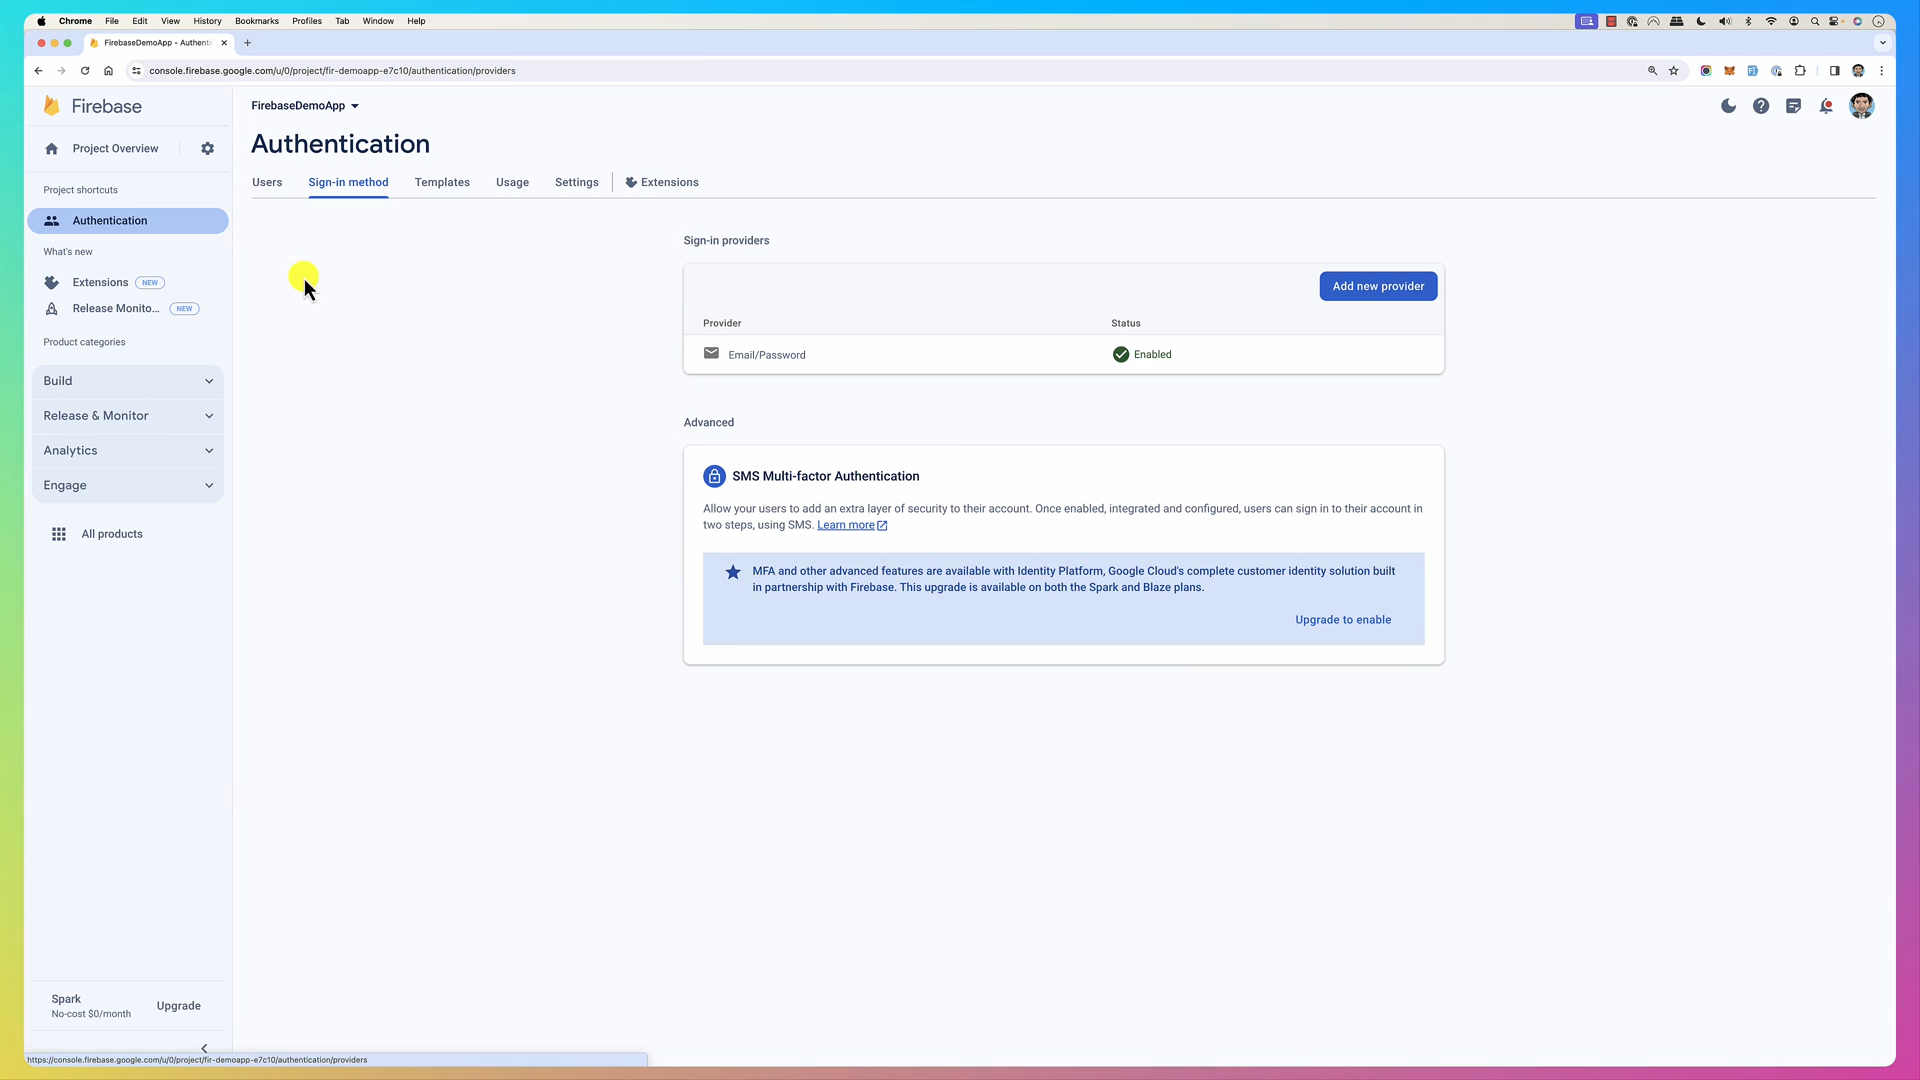 Chrome File Edit View History Bookmarks Profiles Tab Window Help
FirebaseDemoApp - Authenti
console.firebase.google.com/u/0/project/fir-demoapp-e7c10/authentication/providers
Firebase
FirebaseDemoApp
Project Overview
Authentication
Users Sign-in method Templates Usage Settings Extensions
Project shortcuts
Authentication
What's new
Extensions NEW
Release Monito... NEW
Product categories
Build
Release & Monitor
Analytics
Engage
All products
Sign-in providers
Add new provider
Provider Status
Email/Password Enabled
Advanced
SMS Multi-factor Authentication
Allow your users to add an extra layer of security to their account. Once enabled, integrated and configured, users can sign in to their account in
two steps, using SMS. Learn more
MFA and other advanced features are available with Identity Platform, Google Cloud's complete customer identity solution built
in partnership with Firebase. This upgrade is available on both the Spark and Blaze plans.
Upgrade to enable
Spark
No-cost $0/month
Upgrade
https://console.firebase.google.com/u/0/project/fir-demoapp-e7c10/authentication/providers